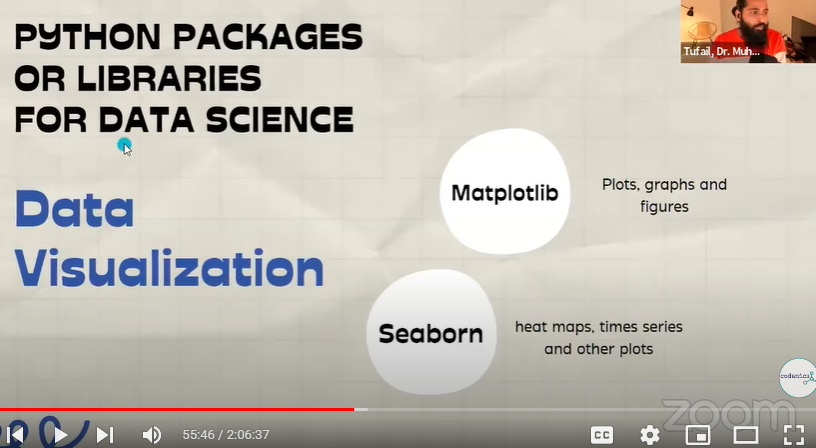 PYTHON PACKAGES
OR LIBRARIES
FOR DATA SCIENCE
Tufail, Dr. Muh...
Data
Visualization
Matplotlib
Plots, graphs and
figures
Seaborn
heat maps, times series
and other plots
codanics
zoom
55:46 / 2:06:37
CC